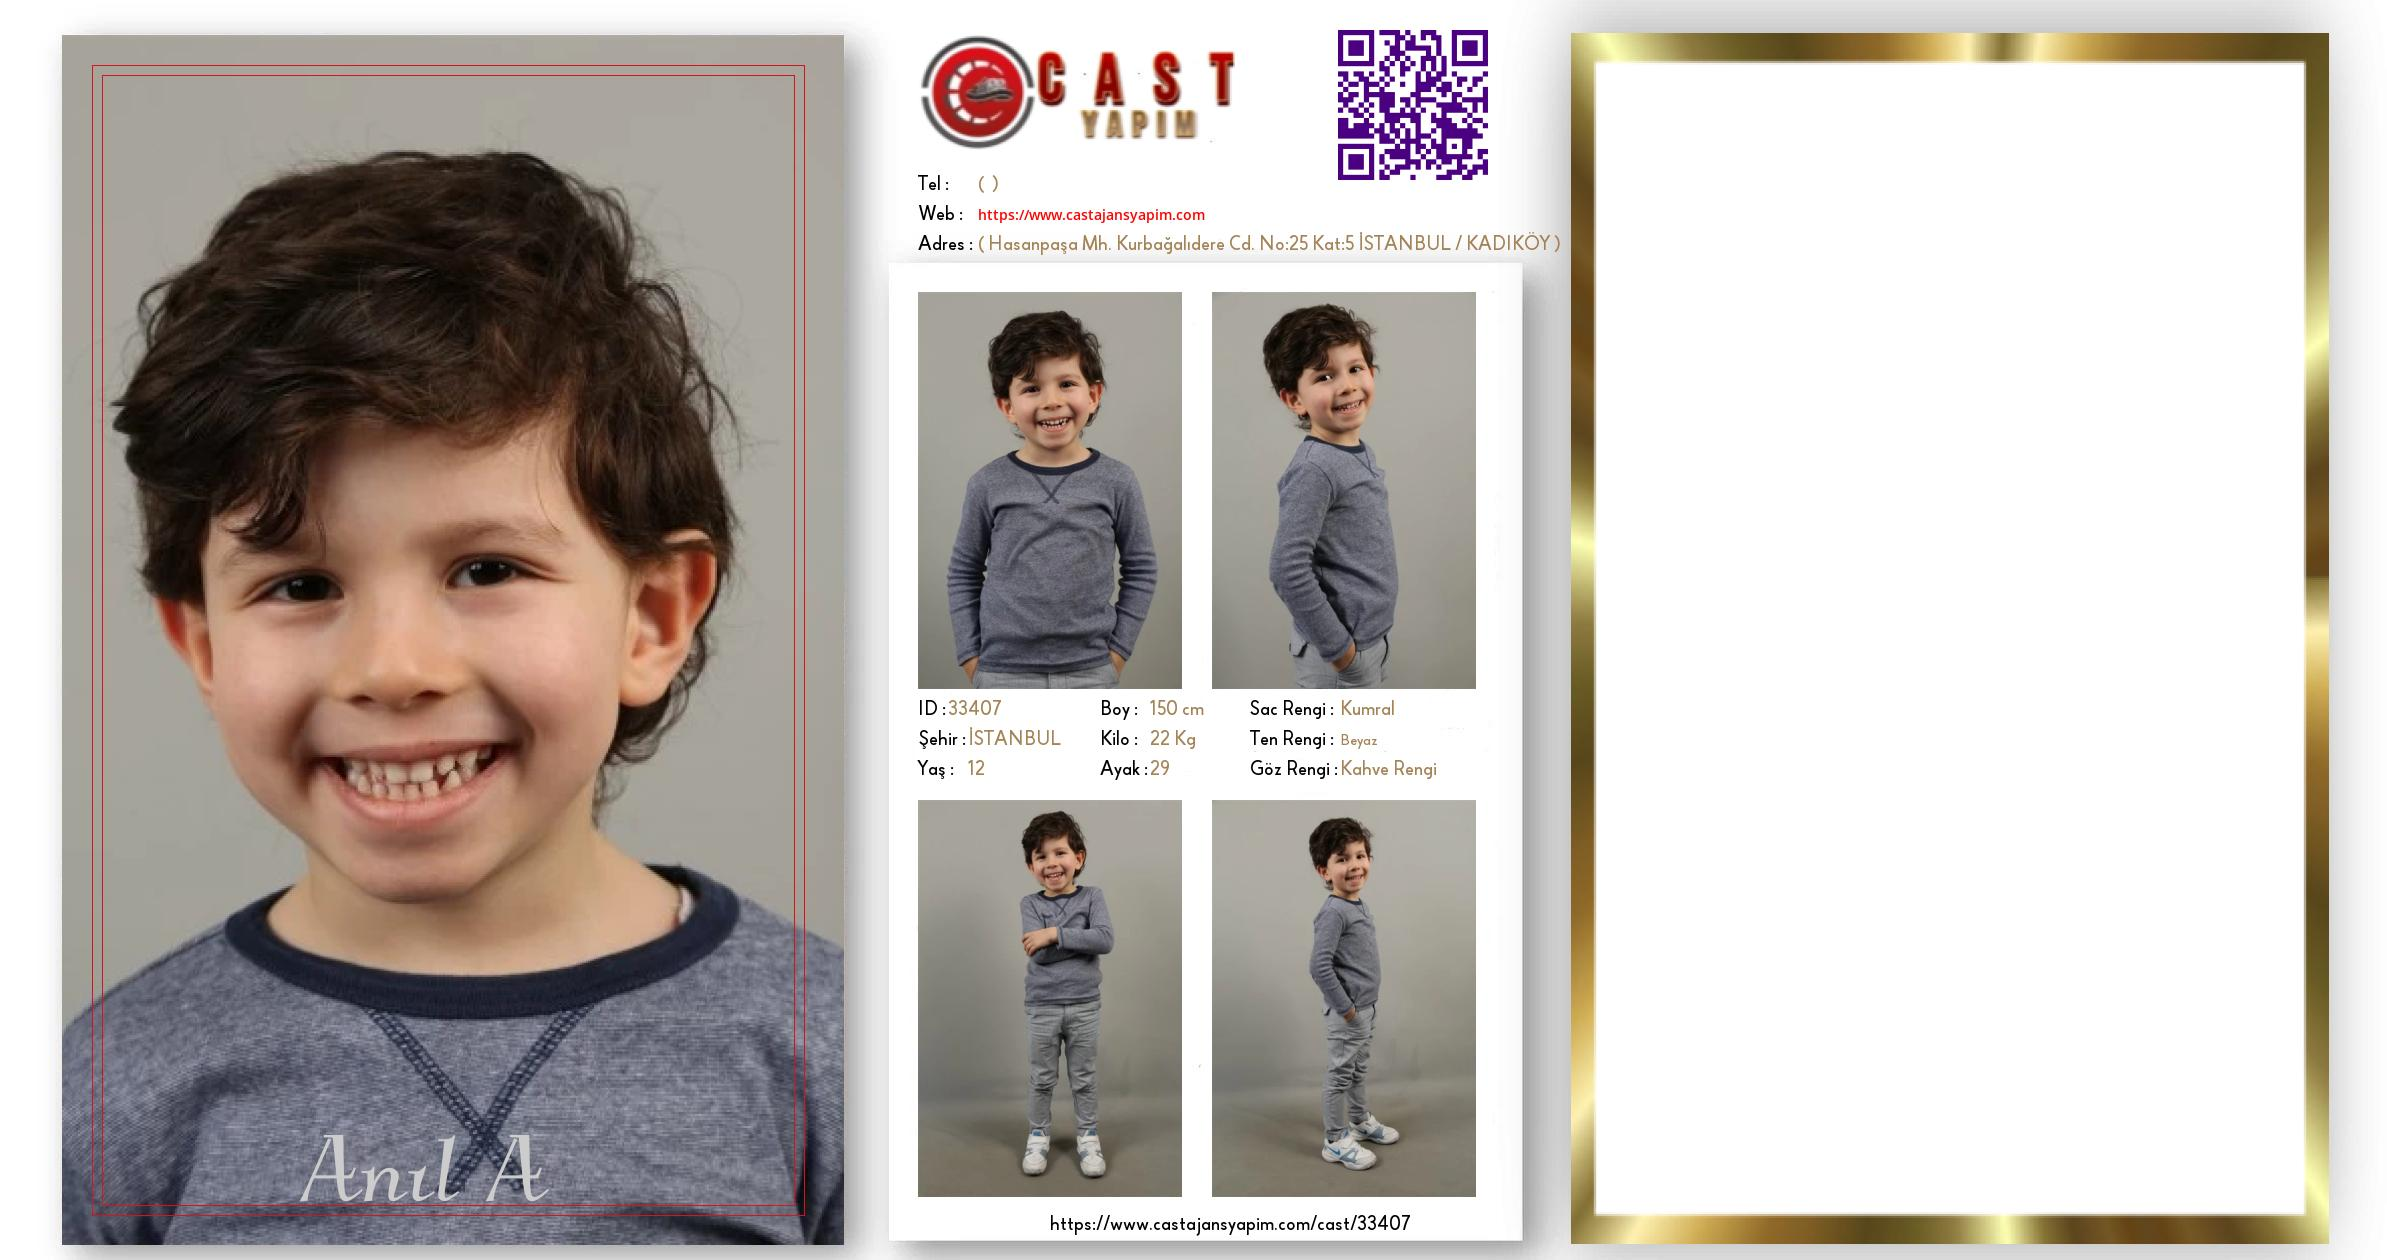 Anıl A
CAST
YAPIM
Tel : ( )
Web : https://www.castajansyapim.com
Adres : ( Hasanpaşa Mh. Kurbağalıdere Cd. No:25 Kat:5 İSTANBUL / KADIKÖY )
ID : 33407 Boy : 150 cm Sac Rengi : Kumral
Şehir : İSTANBUL Kilo : 22 Kg Ten Rengi : Beyaz
Yaş : 12 Ayak : 29 Göz Rengi : Kahve Rengi
https://www.castajansyapim.com/cast/33407